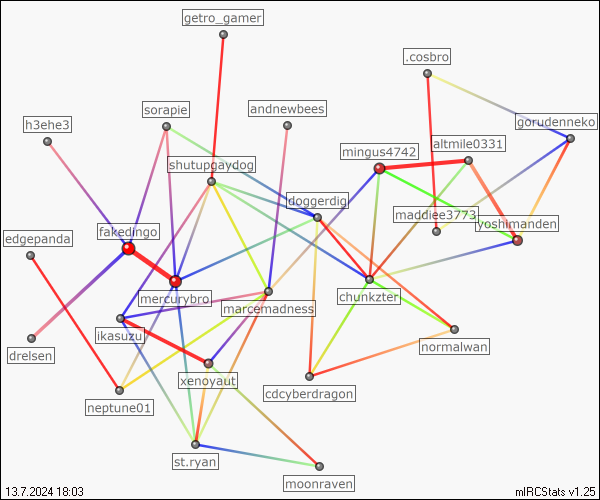 getro_gamer
.cosbro
sorapie
andnewbees
h3ehe3
gorudenneko
altmile0331
mingus4742
shutupgaydog
doggerdig
maddiee3773
yoshimanden
fakedingo
edgepanda
mercurybro
chunkzter
marcemadness
ikasuzu
normalwan
drelsen
xenoyaut
cdcyberdragon
neptune01
st.ryan
moonraven
13.7.2024 18:03
mIRCStats v1.25